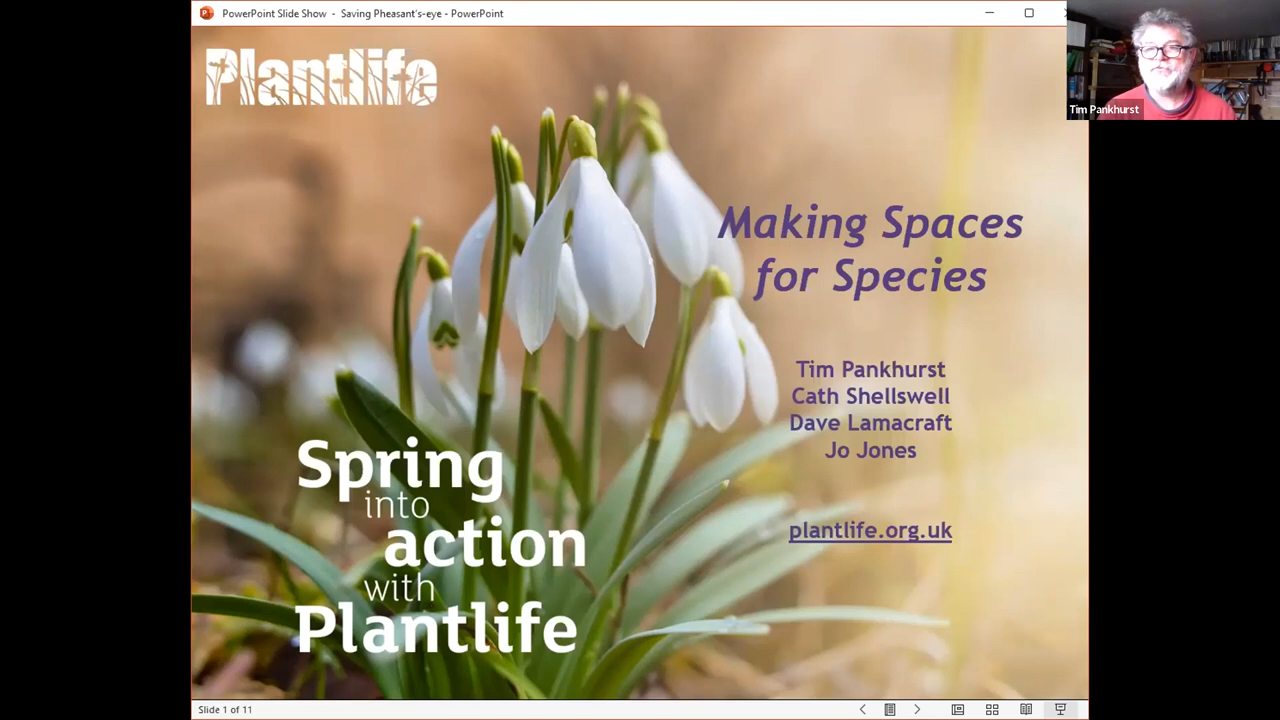 PowerPoint Slide Show - Saving Pheasant's-eye - PowerPoint
Plantlife
Tim Pankhurst
Making Spaces
for Species
Tim Pankhurst
Cath Shellswell
Dave Lamacraft
Jo Jones
plantlife.org.uk
Spring
into
action
with
Plantlife
Slide 1 of 11